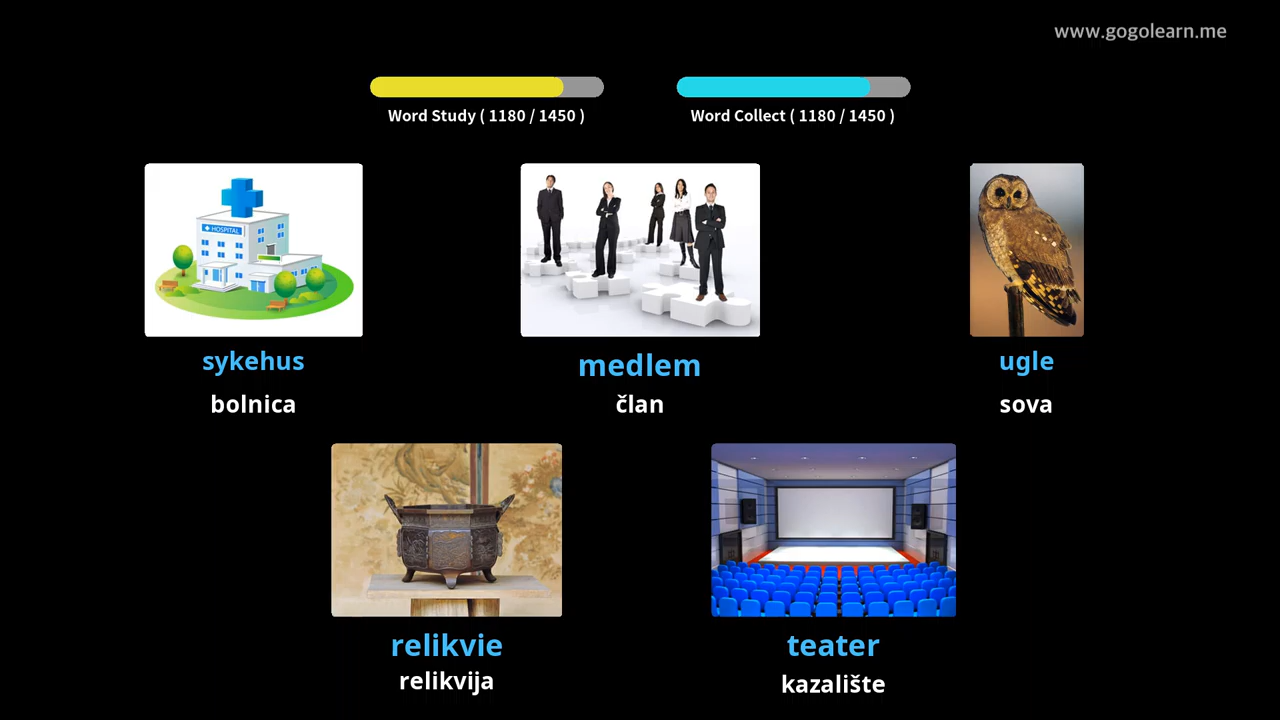 www.gogolearn.me
Word Study ( 1180 / 1450 )
Word Collect ( 1180 / 1450 )
HOSPITAL
sykehus
medlem
ugle
bolnica
član
sova
relikvie
teater
relikvija
kazalište